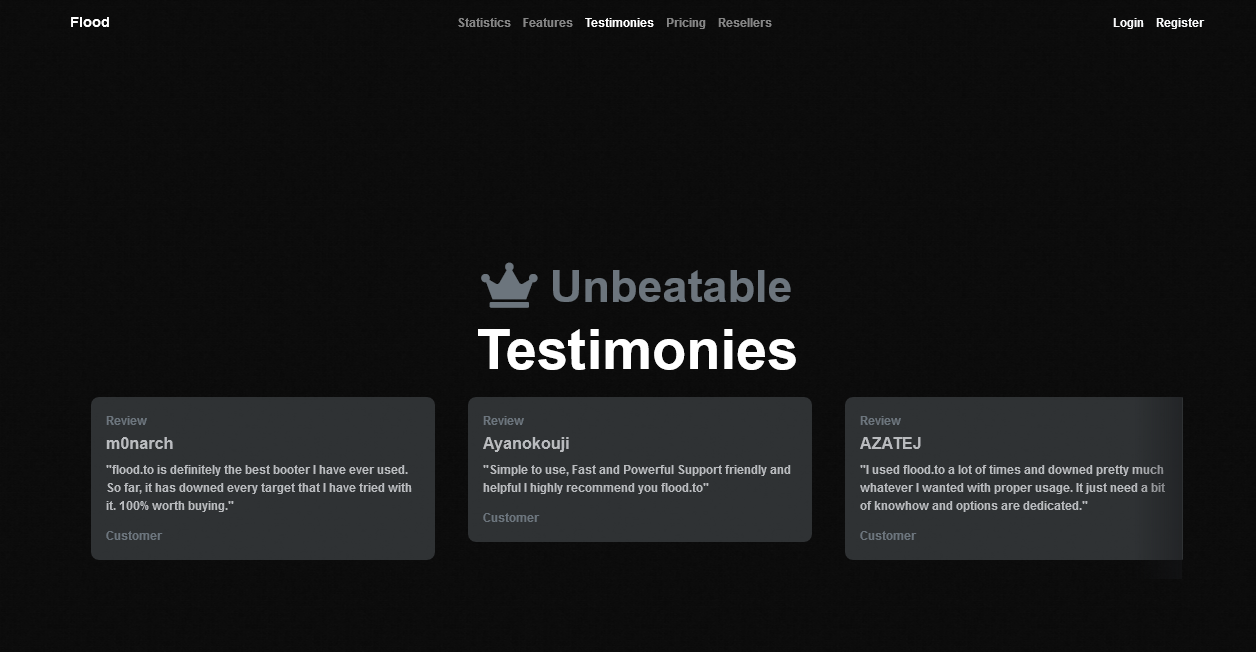 Flood
Statistics Features Testimonies Pricing Resellers
Login Register
Unbeatable
Testimonies
Review
m0narch
"flood.to is definitely the best booter I have ever used.
So far, it has downed every target that I have tried with
it. 100% worth buying."
Customer
Review
Ayanokouji
"Simple to use, Fast and Powerful Support friendly and
helpful I highly recommend you flood.to"
Customer
Review
AZATEJ
"I used flood.to a lot of times and downed pretty much
whatever I wanted with proper usage. It just need a bit
of knowhow and options are dedicated."
Customer